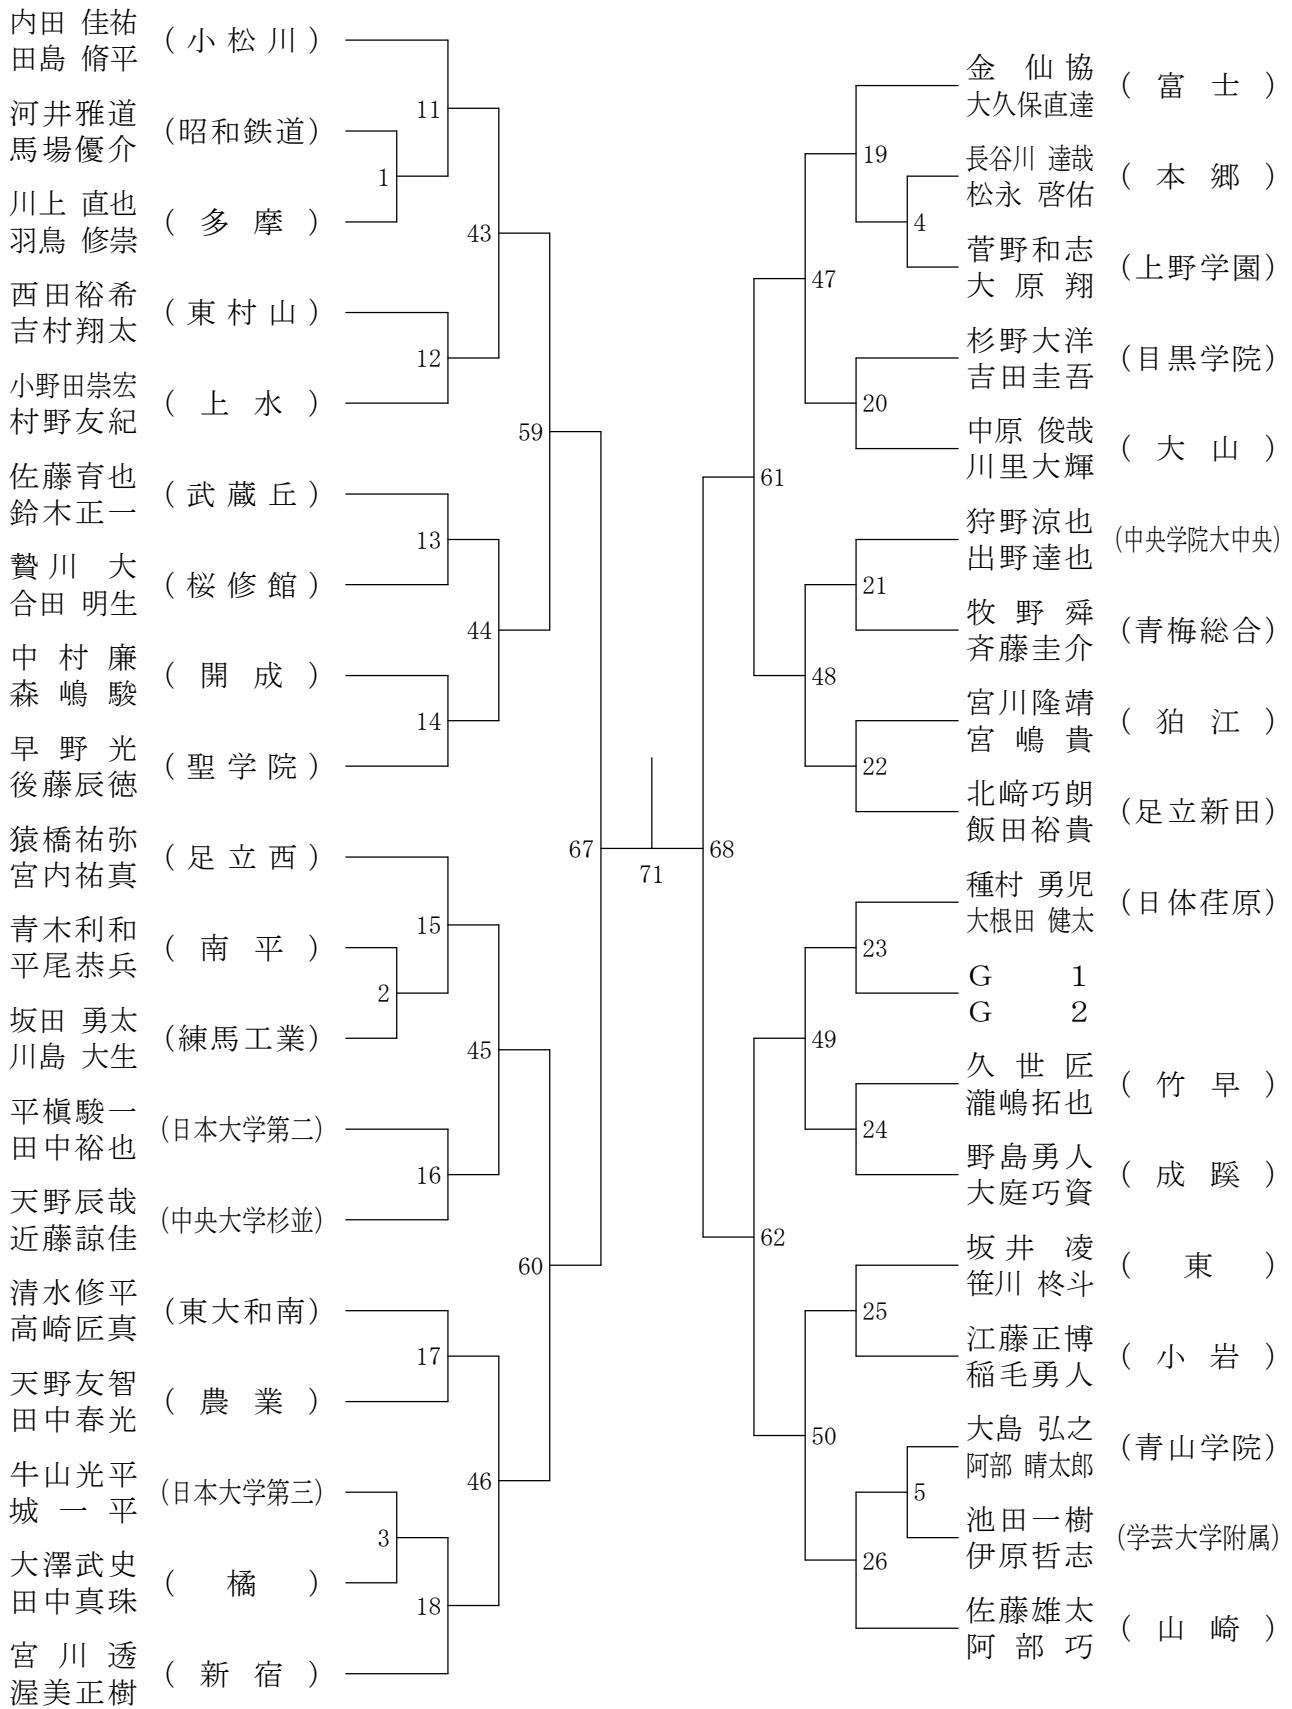 内田 佳祐
田島 脩平
(小松川)
河井雅道
馬場優介
(昭和鉄道)
川上 直也
羽鳥 修崇
(多摩)
西田裕希
吉村翔太
(東村山)
小野田崇宏
村野友紀
(上水)
佐藤育也
鈴木正一
(武蔵丘)
贄川 大
合田 明生
(桜修館)
中村廉
森嶋駿
(開成)
早野光
後藤辰徳
(聖学院)
猿橋祐弥
宮内祐真
(足立西)
青木利和
平尾恭兵
(南平)
坂田 勇太
川島 大生
(練馬工業)
平槇駿一
田中裕也
(日本大学第二)
天野辰哉
近藤諒佳
(中央大学杉並)
清水修平
高崎匠真
(東大和南)
天野友智
田中春光
(農業)
牛山光平
城一平
(日本大学第三)
大澤武史
田中真珠
(橘)
宮川透
渥美正樹
(新宿)
1
2
3
11
12
13
14
15
16
17
18
43
44
45
46
59
60
67
71
68
61
62
47
48
49
50
19
20
21
22
23
24
25
26
4
5
金仙協
大久保直達
(富士)
長谷川 達哉
松永 啓佑
(本郷)
菅野和志
大原翔
(上野学園)
杉野大洋
吉田圭吾
(目黒学院)
中原 俊哉
川里大輝
(大山)
狩野涼也
出野達也
(中央学院大中央)
牧野舜
斉藤圭介
(青梅総合)
宮川隆靖
宮嶋貴
(狛江)
北﨑巧朗
飯田裕貴
(足立新田)
種村 勇児
大根田 健太
(日体荏原)
G 1
G 2
久世匠
瀧嶋拓也
(竹早)
野島勇人
大庭巧資
(成蹊)
坂井 凌
笹川 柊斗
(東)
江藤正博
稲毛勇人
(小岩)
大島 弘之
阿部 晴太郎
(青山学院)
池田一樹
伊原哲志
(学芸大学附属)
佐藤雄太
阿部巧
(山崎)